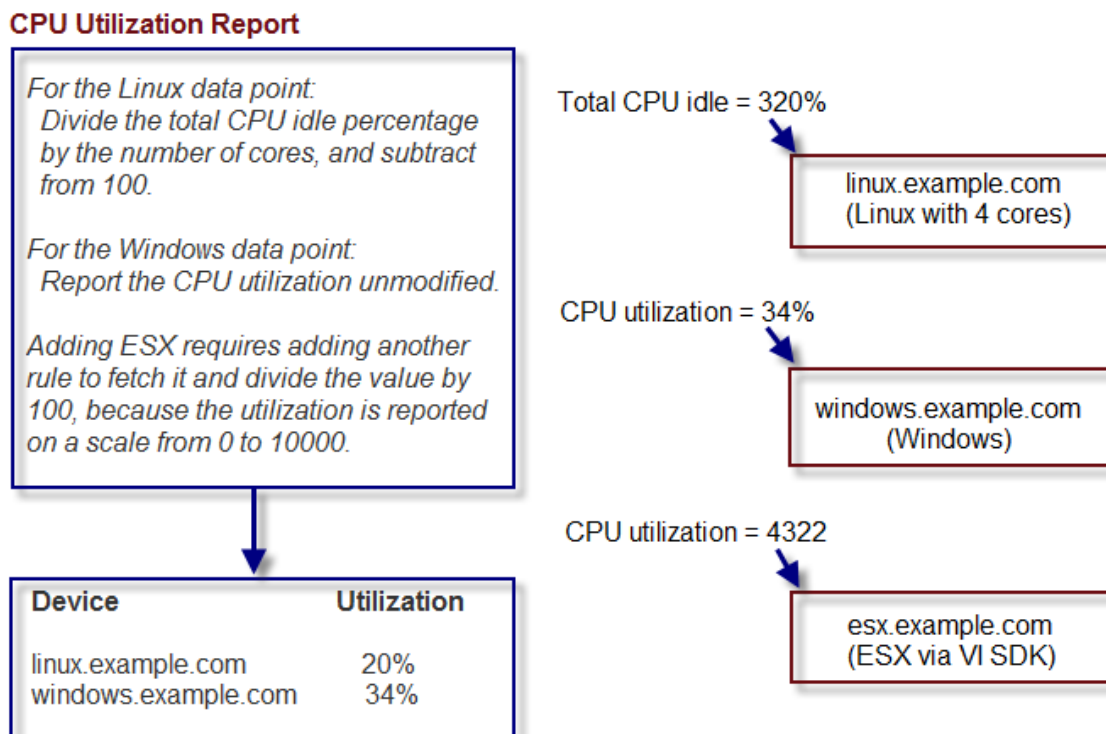 CPU Utilization Report
For the Linux data point:
Divide the total CPU idle percentage
by the number of cores, and subtract
from 100.
For the Windows data point:
Report the CPU utilization unmodified.
Adding ESX requires adding another
rule to fetch it and divide the value by
100, because the utilization is reported
on a scale from 0 to 10000.
Device Utilization
linux.example.com 20%
windows.example.com 34%
Total CPU idle = 320%
linux.example.com
(Linux with 4 cores)
CPU utilization = 34%
windows.example.com
(Windows)
CPU utilization = 4322
esx.example.com
(ESX via VI SDK)